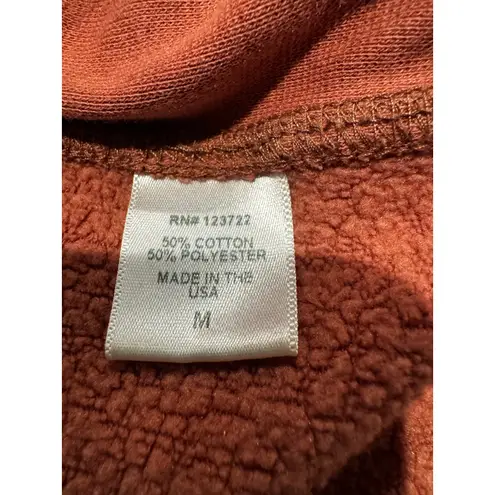 RN# 123722
50% COTTON
50% POLYESTER
MADE IN THE
USA
M